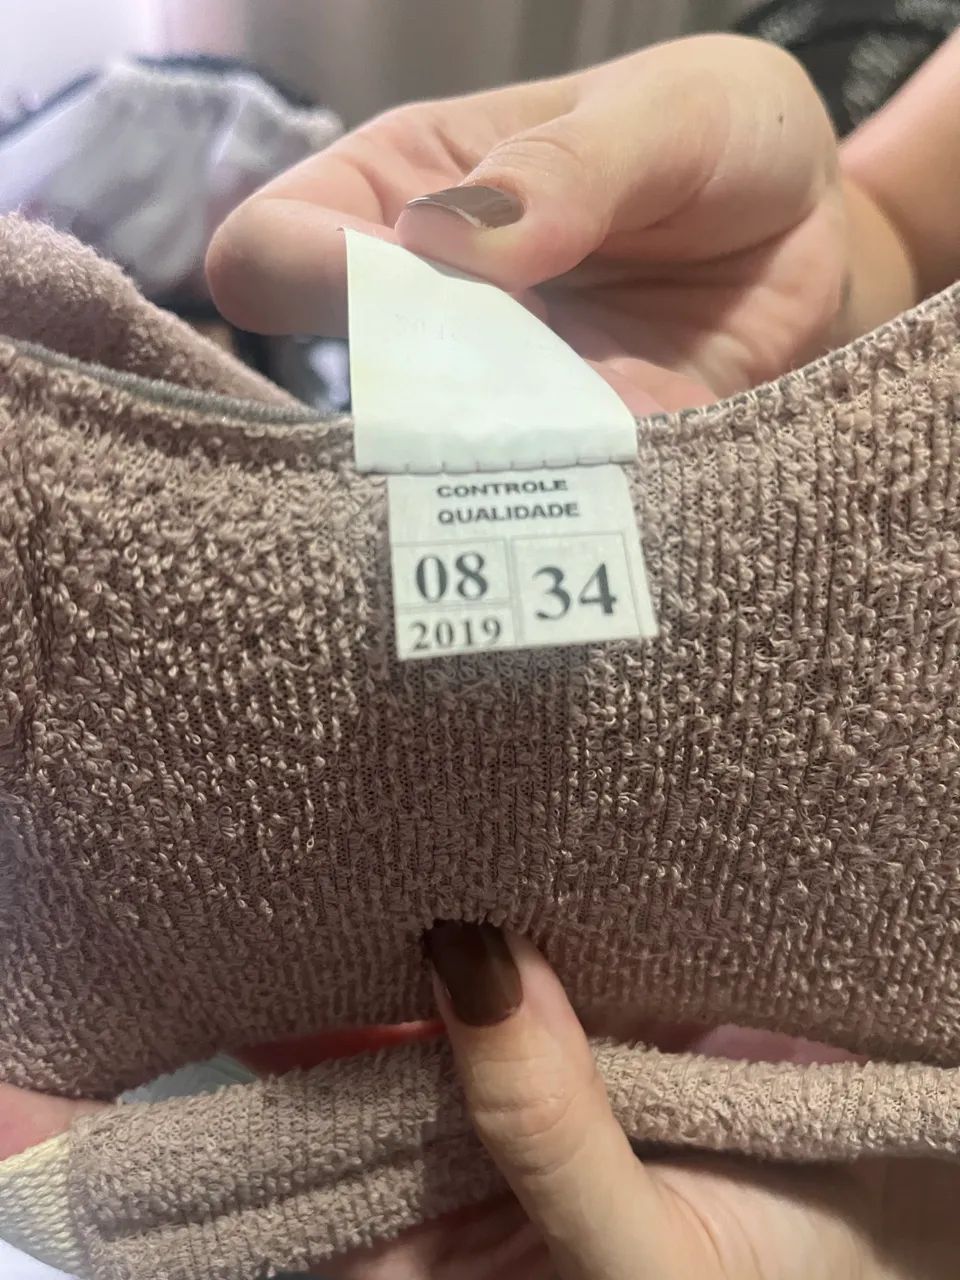 CONTROLE
QUALIDADE
08
2019
34